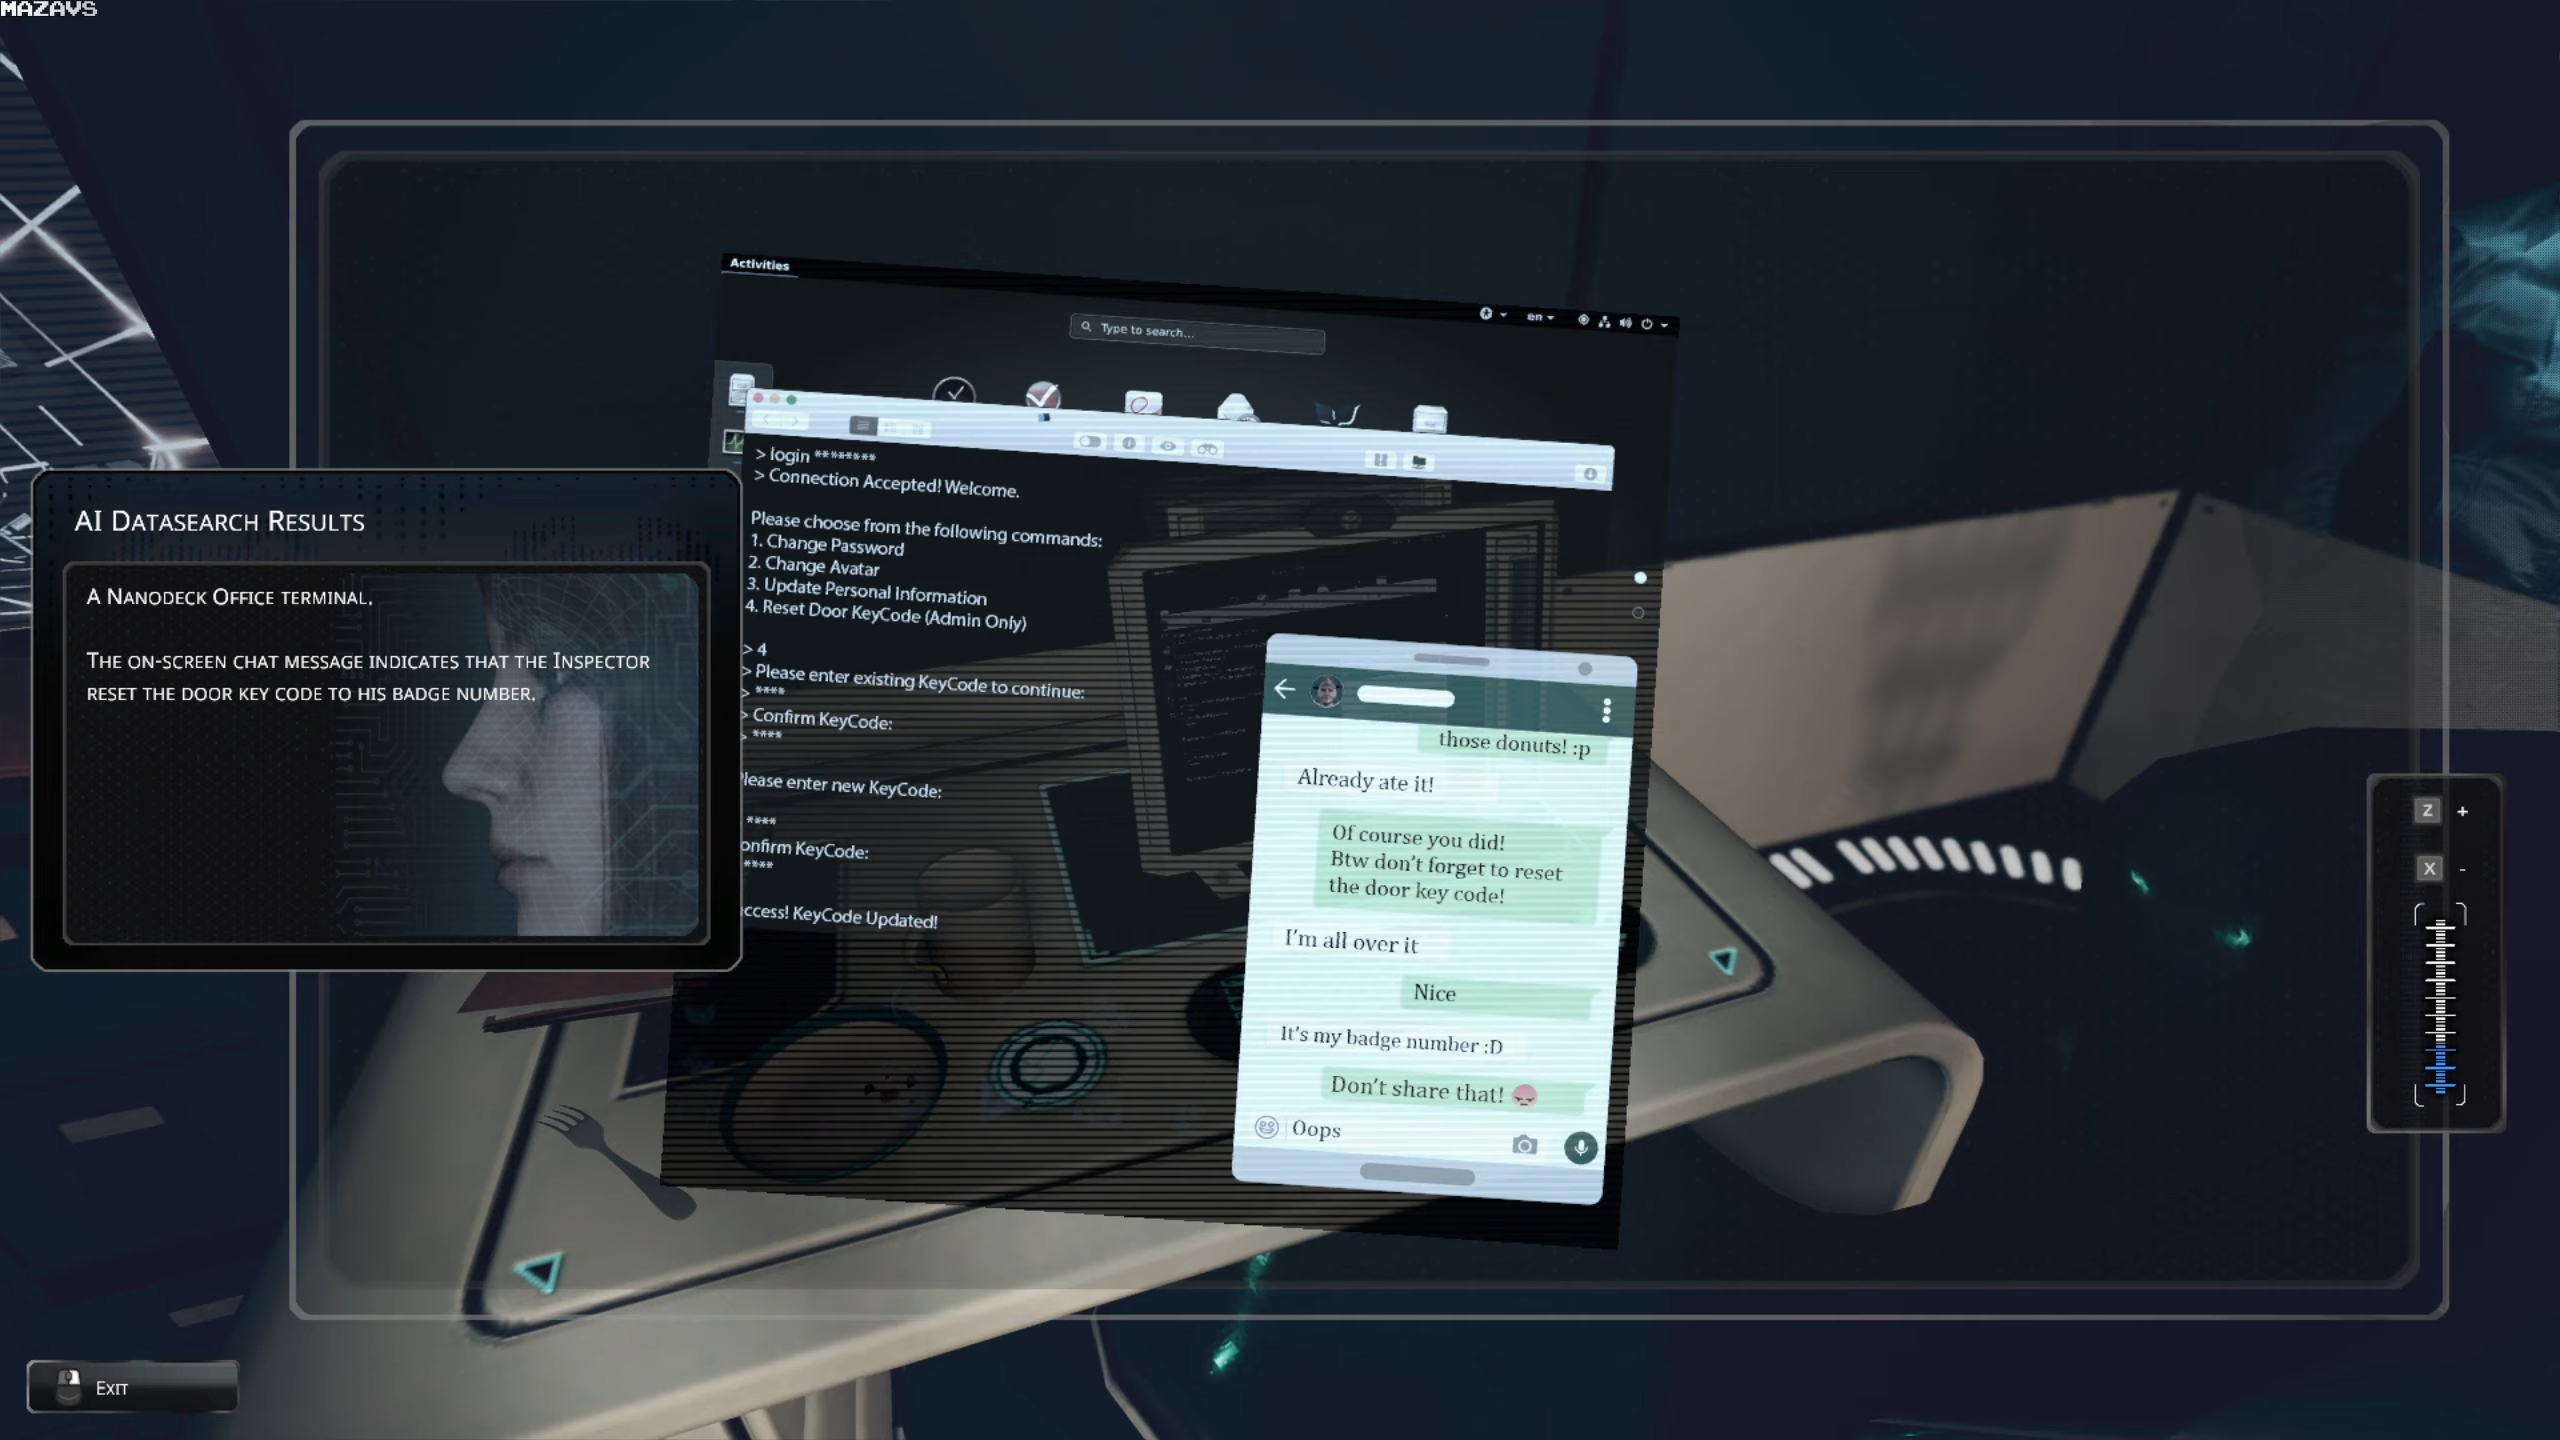 MAZAVS
Activities
en
Type to search...
> login ********
> Connection Accepted! Welcome.
Please choose from the following commands:
1. Change Password
2. Change Avatar
3. Update Personal Information
4. Reset Door KeyCode (Admin Only)
> 4
> Please enter existing KeyCode to continue:
> ****
> Confirm KeyCode:
> ****
lease enter new KeyCode:
****
onfirm KeyCode:
****
ccess! KeyCode Updated!
AI DATASEARCH RESULTS
A NANODECK OFFICE TERMINAL.
THE ON-SCREEN CHAT MESSAGE INDICATES THAT THE INSPECTOR
RESET THE DOOR KEY CODE TO HIS BADGE NUMBER.
those donuts! :p
Already ate it!
Of course you did!
Btw don't forget to reset
the door key code!
I'm all over it
Nice
It's my badge number :D
Don't share that!
Oops
Z +
X -
EXIT